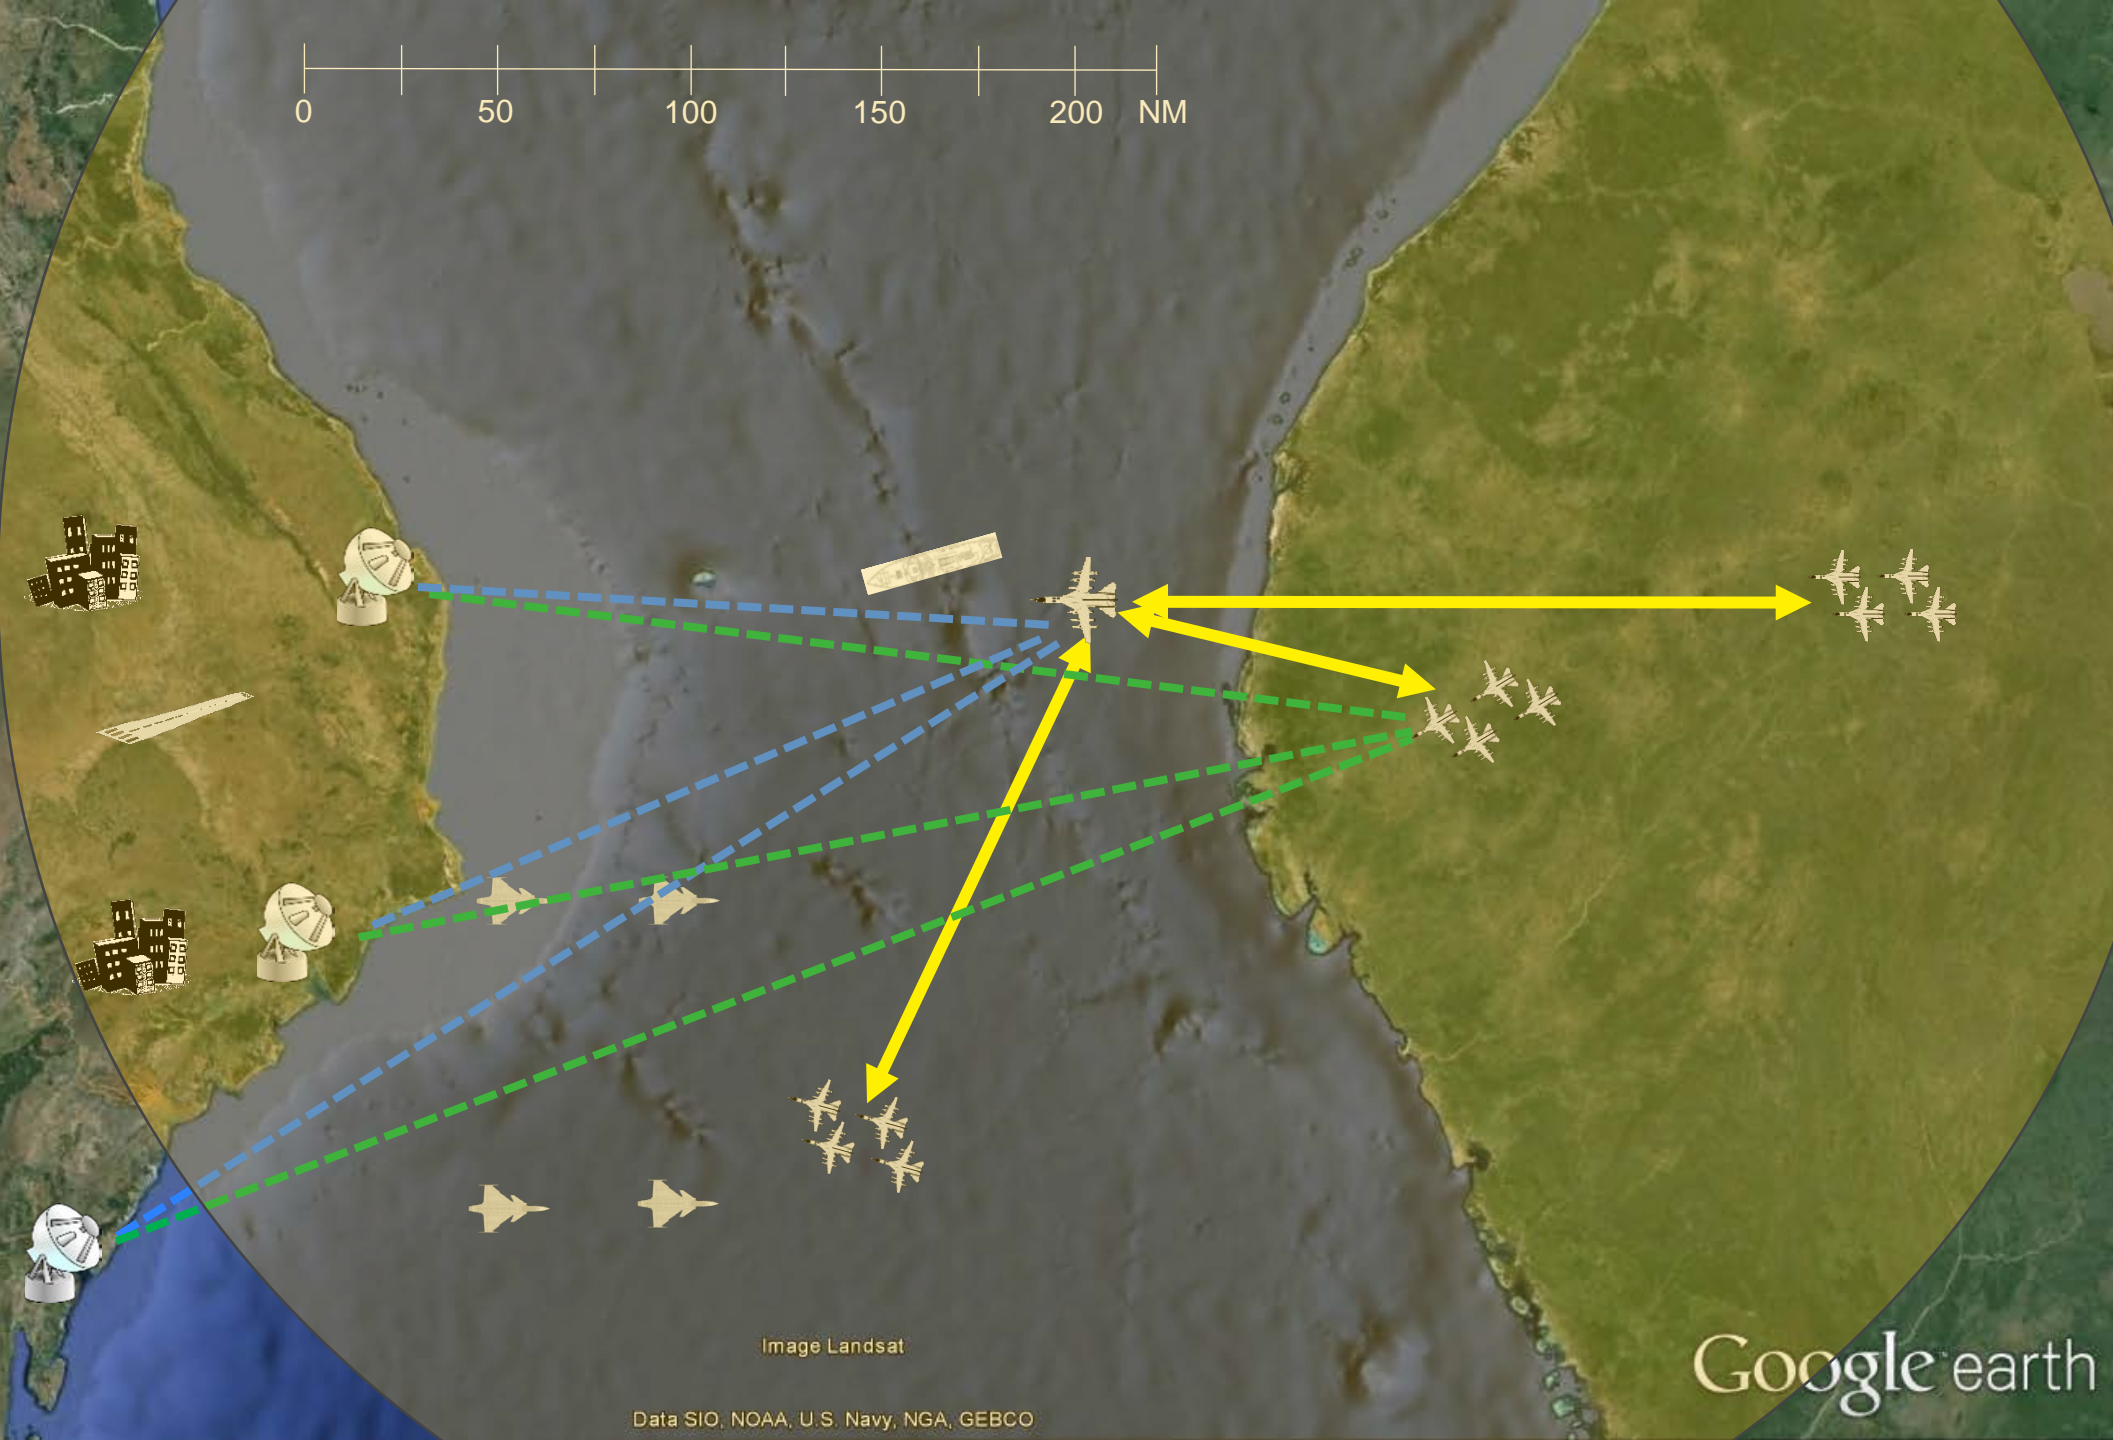 0 50 100 150 200 NM
Image Landsat
Google earth
Data SIO, NOAA, U.S. Navy, NGA, GEBCO